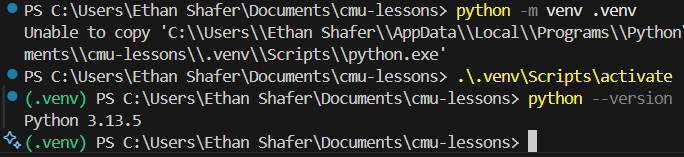 PS C:\Users\Ethan Shafer\Documents\cmu-lessons> python -m venv .venv
Unable to copy 'C:\\Users\\Ethan Shafer\\AppData\\Local\\Programs\\Python
ments\\cmu-lessons\\.venv\\Scripts\\python.exe'
PS C:\Users\Ethan Shafer\Documents\cmu-lessons> .\.venv\Scripts\activate
(.venv) PS C:\Users\Ethan Shafer\Documents\cmu-lessons> python --version
Python 3.13.5
(.venv) PS C:\Users\Ethan Shafer\Documents\cmu-lessons>